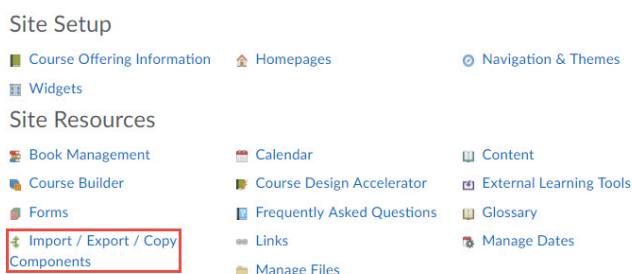 Site Setup
Course Offering Information
Homepages
Navigation & Themes
Widgets
Site Resources
Book Management
Calendar
Content
Course Builder
Course Design Accelerator
External Learning Tools
Forms
Frequently Asked Questions
Glossary
Import / Export / Copy
Components
Links
Manage Dates
Manage Files